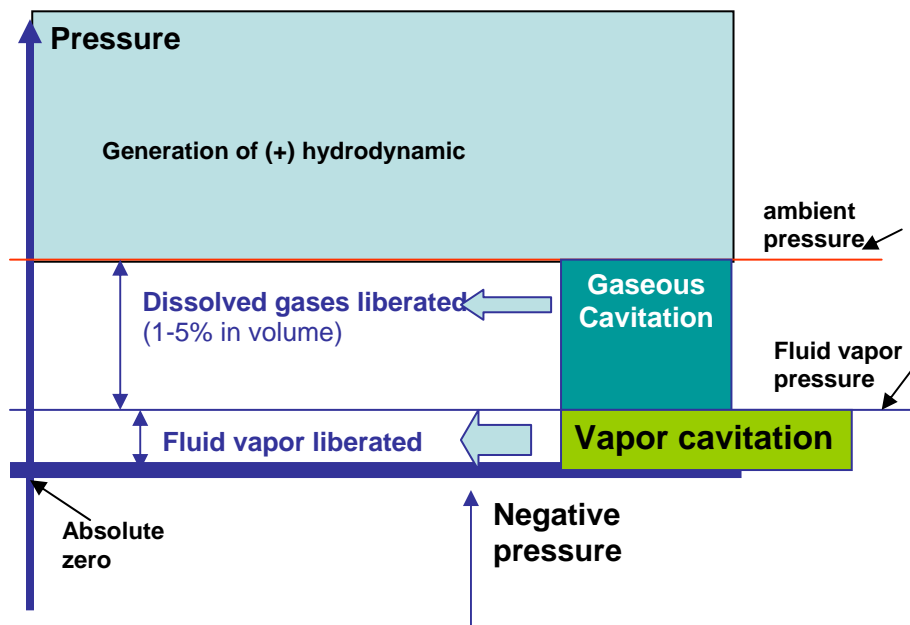 Pressure
Generation of (+) hydrodynamic
ambient
pressure
Gaseous
Cavitation
Dissolved gases liberated
(1-5% in volume)
Fluid vapor
pressure
Vapor cavitation
Fluid vapor liberated
Absolute
zero
Negative
pressure